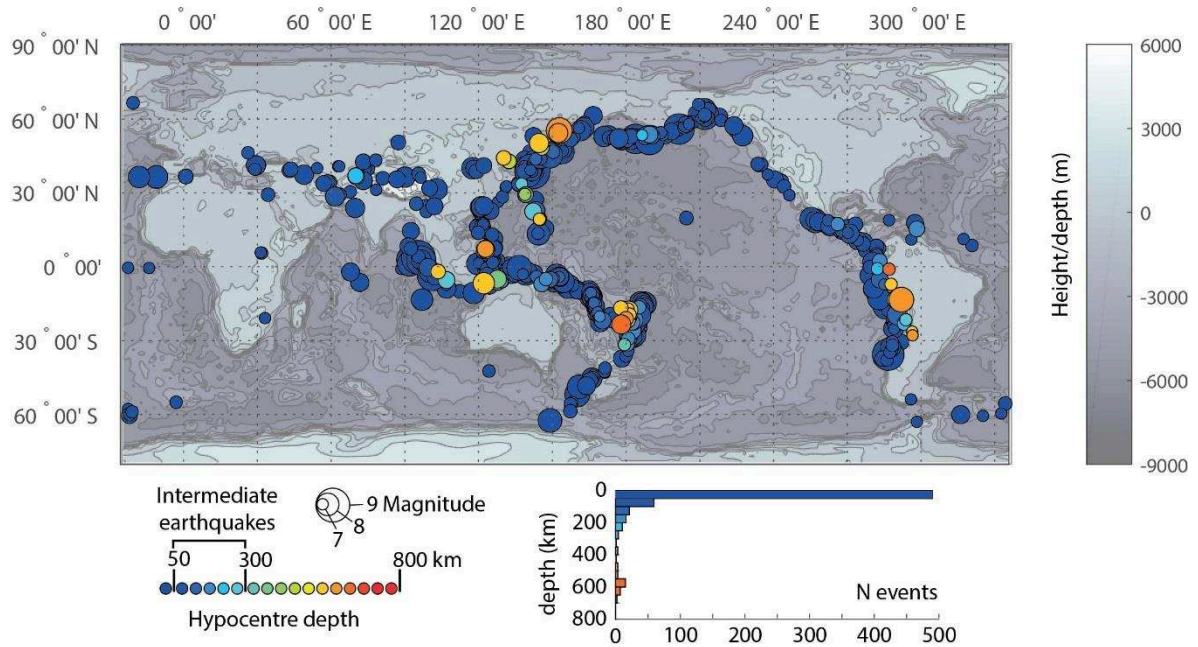 0 ° 00' 60 ° 00' E 120 ° 00' E 180 ° 00' E 240 ° 00' E 300 ° 00' E
90 ° 00' N
60 ° 00' N
30 ° 00' N
0 ° 00'
30 ° 00' S
60 ° 00' S
6000
3000
0
-3000
-6000
-9000
Height/depth (m)
Intermediate
earthquakes
50 300 800 km
Hypocentre depth
9 Magnitude
8
7
0
200
400
600
800
depth (km)
N events
0 100 200 300 400 500